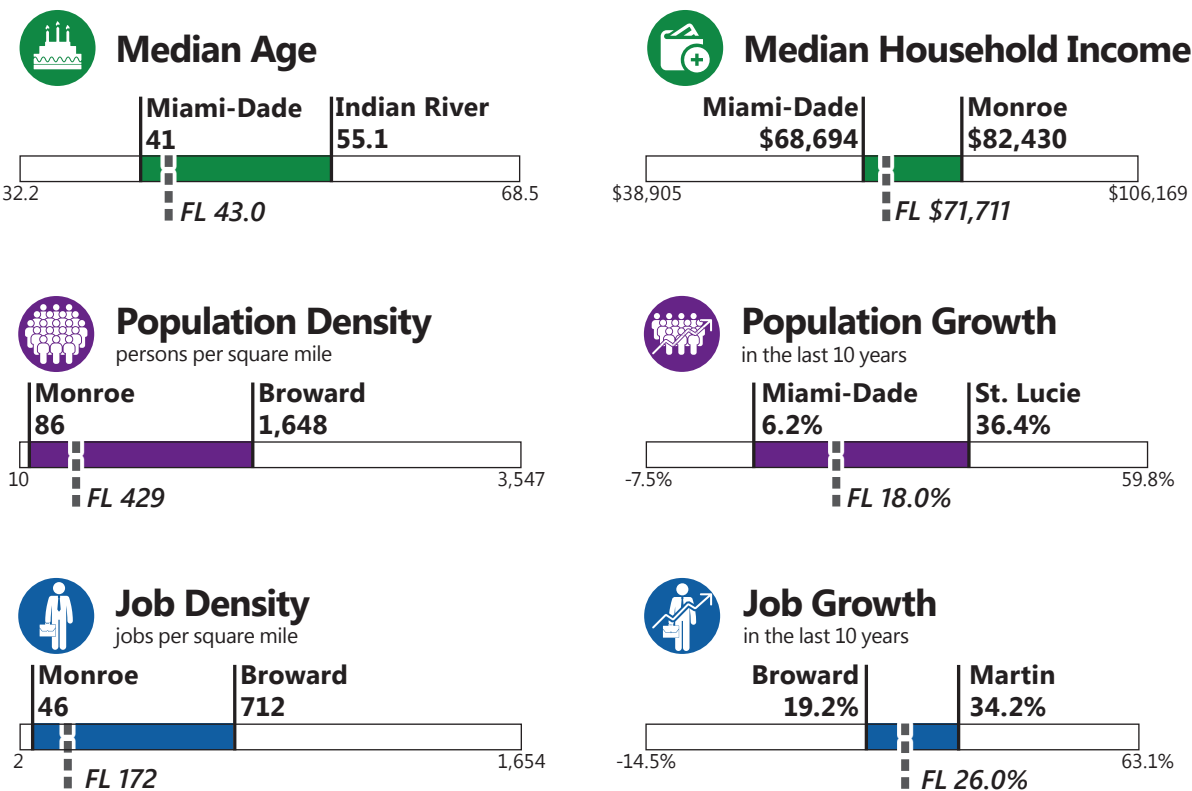 Median Age
Miami-Dade
41
Indian River
55.1
32.2
68.5
FL 43.0
Median Household Income
Miami-Dade
$68,694
Monroe
$82,430
$38,905
$106,169
FL $71,711
Population Density
persons per square mile
Monroe
86
Broward
1,648
10
3,547
FL 429
Population Growth
in the last 10 years
Miami-Dade
6.2%
St. Lucie
36.4%
-7.5%
59.8%
FL 18.0%
Job Density
jobs per square mile
Monroe
46
Broward
712
2
1,654
FL 172
Job Growth
in the last 10 years
Broward
19.2%
Martin
34.2%
-14.5%
63.1%
FL 26.0%